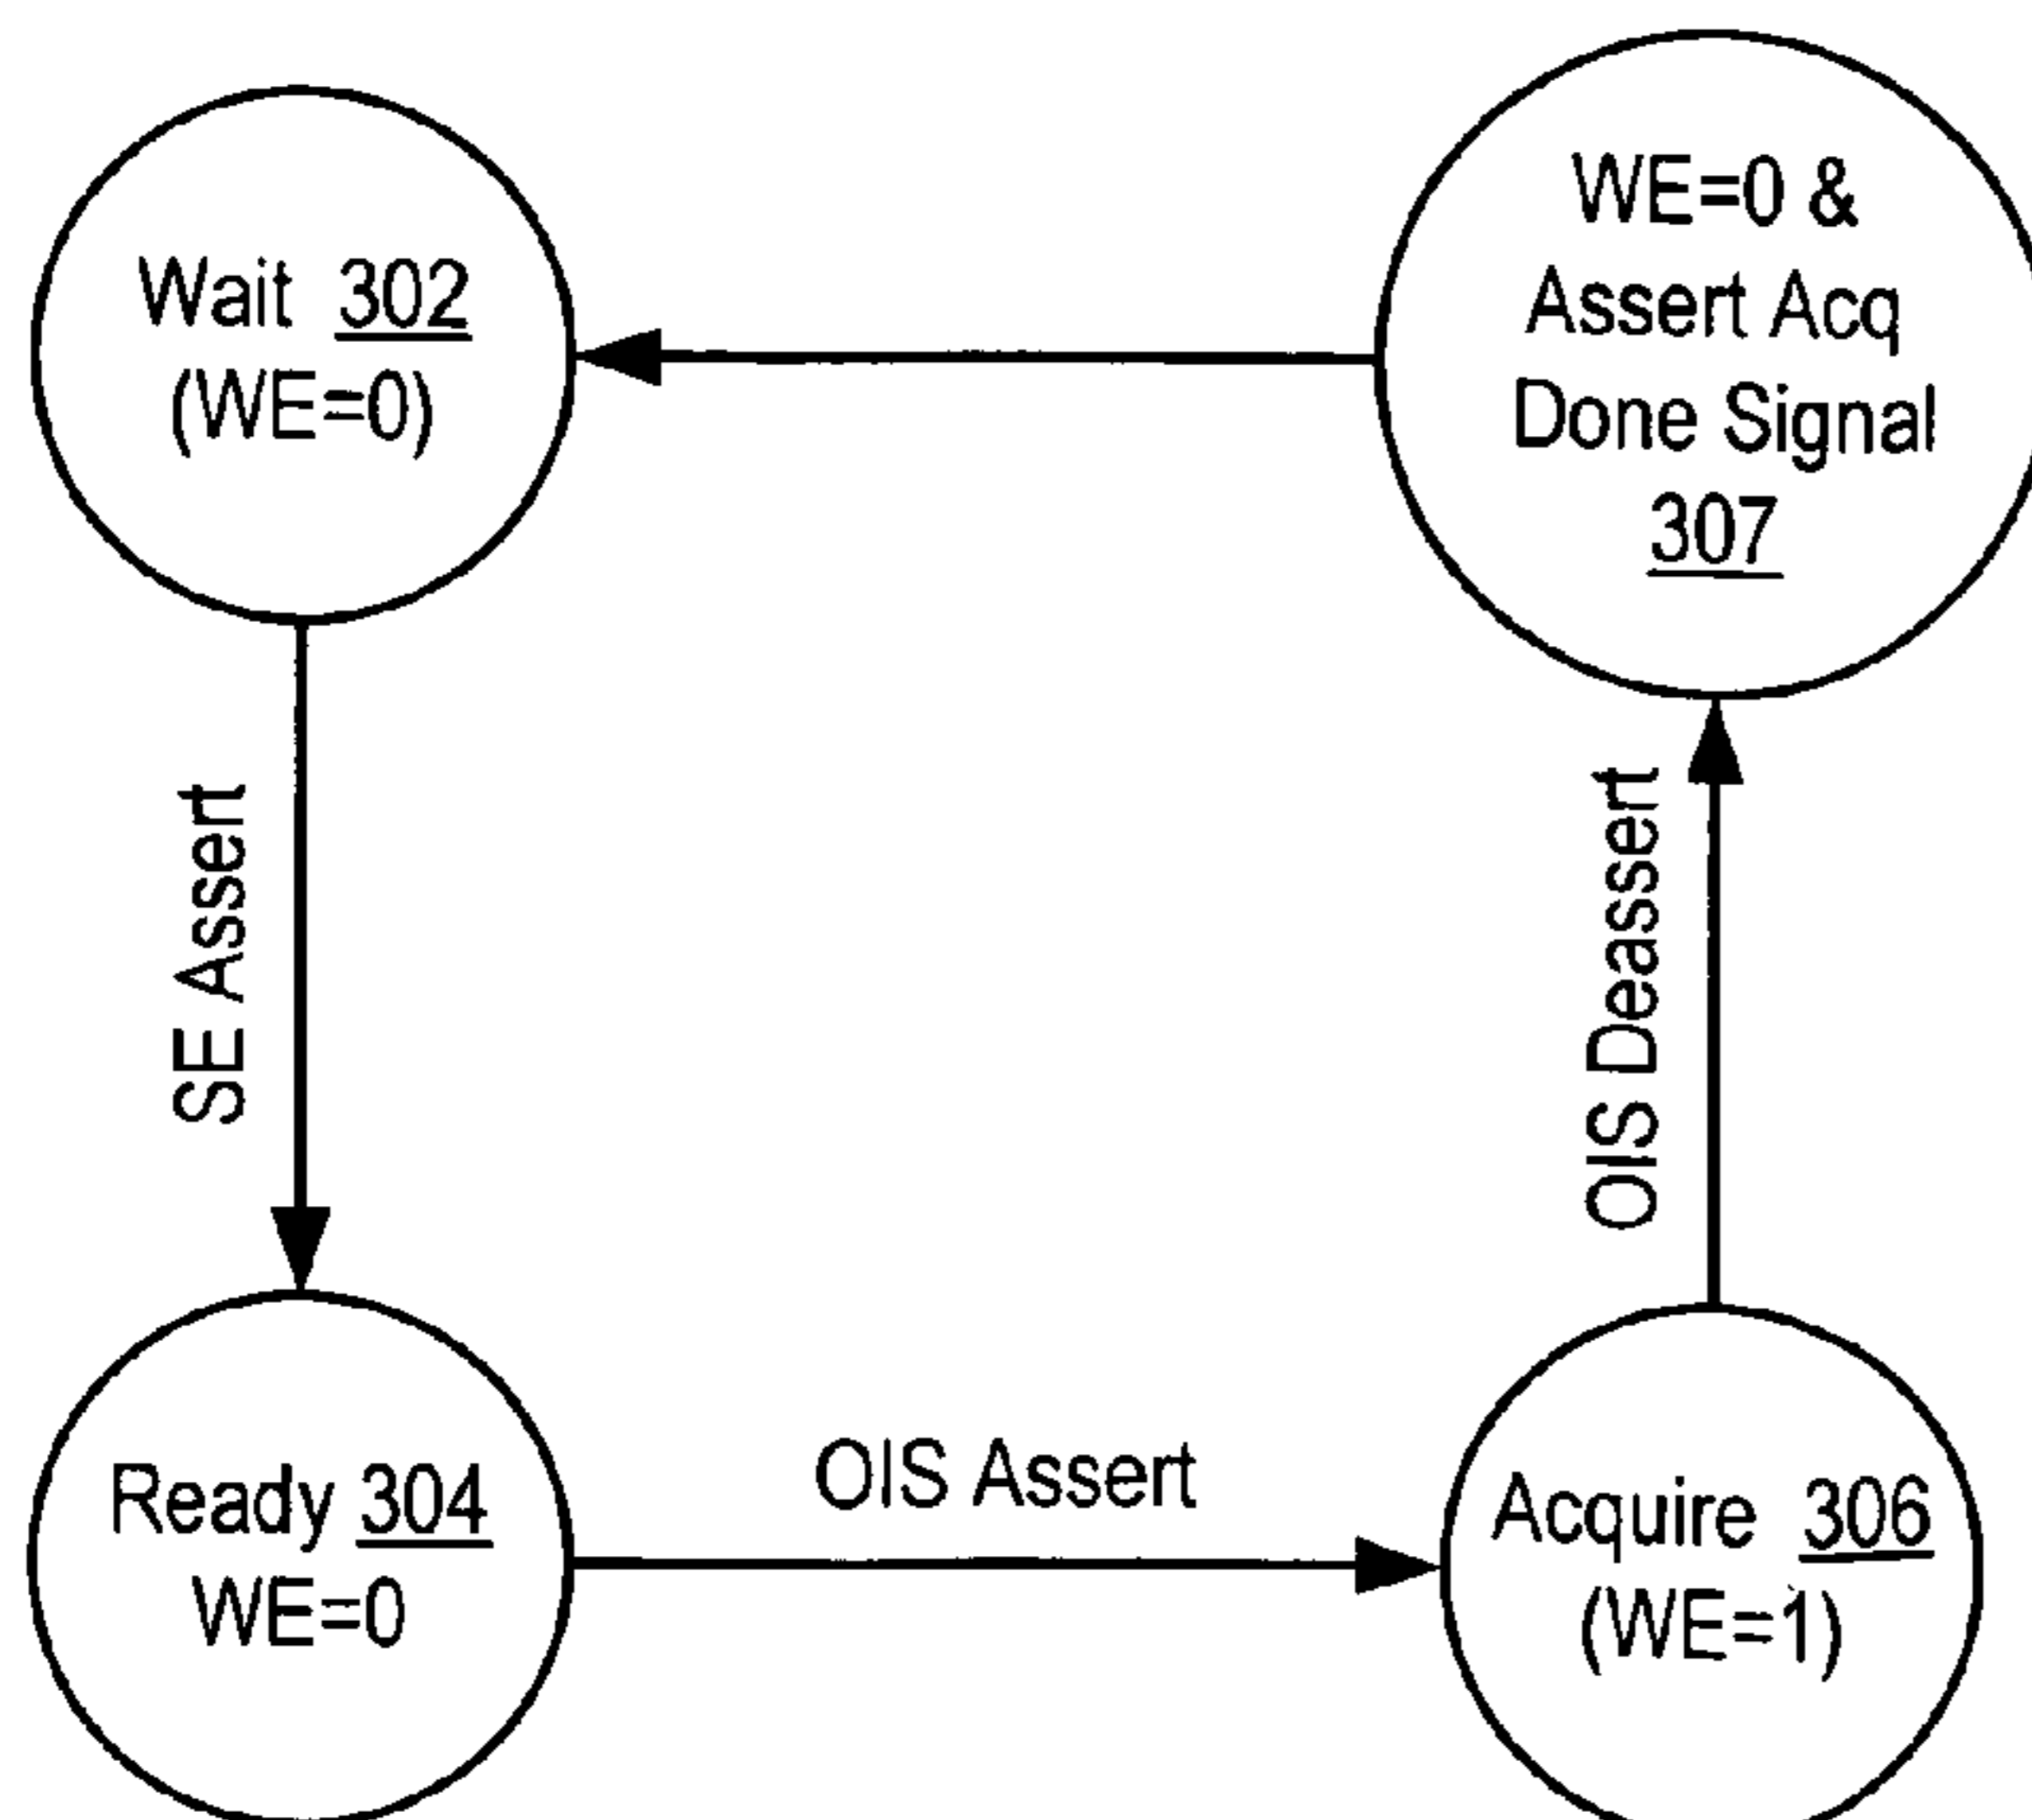 Wait 302
(WE=0)
WE=0 &
Assert Acq
Done Signal
307
SE Assert
OIS Deassert
Ready 304
WE=0
OIS Assert
Acquire 306
(WE=1)